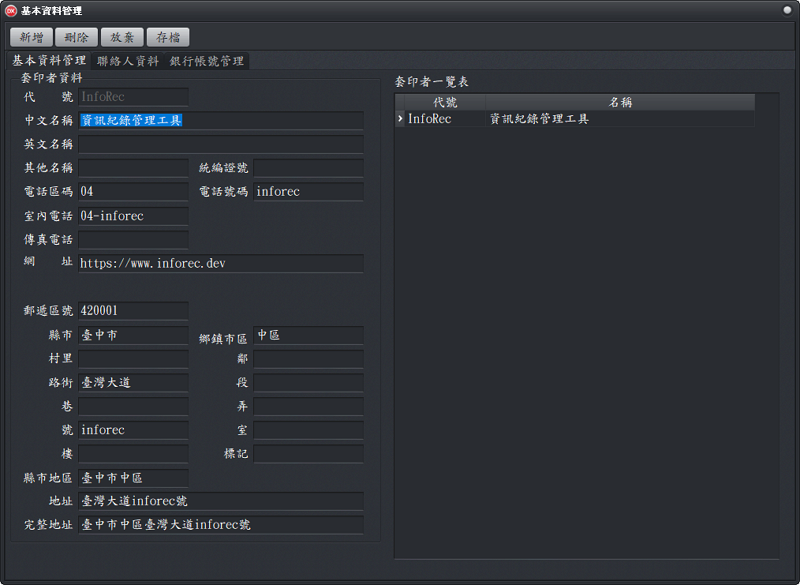 基本資料管理
新增 刪除 放棄 存檔
基本資料管理 聯絡人資料 銀行帳號管理
套印者資料
代 號 InfoRec
中文名稱 資訊紀錄管理工具
英文名稱
其他名稱 統編證號
電話區碼 04 電話號碼 inforec
室內電話 04-inforec
傳真電話
網 址 https://www.inforec.dev
郵遞區號 420001
縣市 臺中市 鄉鎮市區 中區
村里 鄰
路街 臺灣大道 段
巷 弄
號 inforec 室
樓 標記
縣市地區 臺中市中區
地址 臺灣大道inforec號
完整地址 臺中市中區臺灣大道inforec號
套印者一覽表
代號 名稱
InfoRec 資訊紀錄管理工具